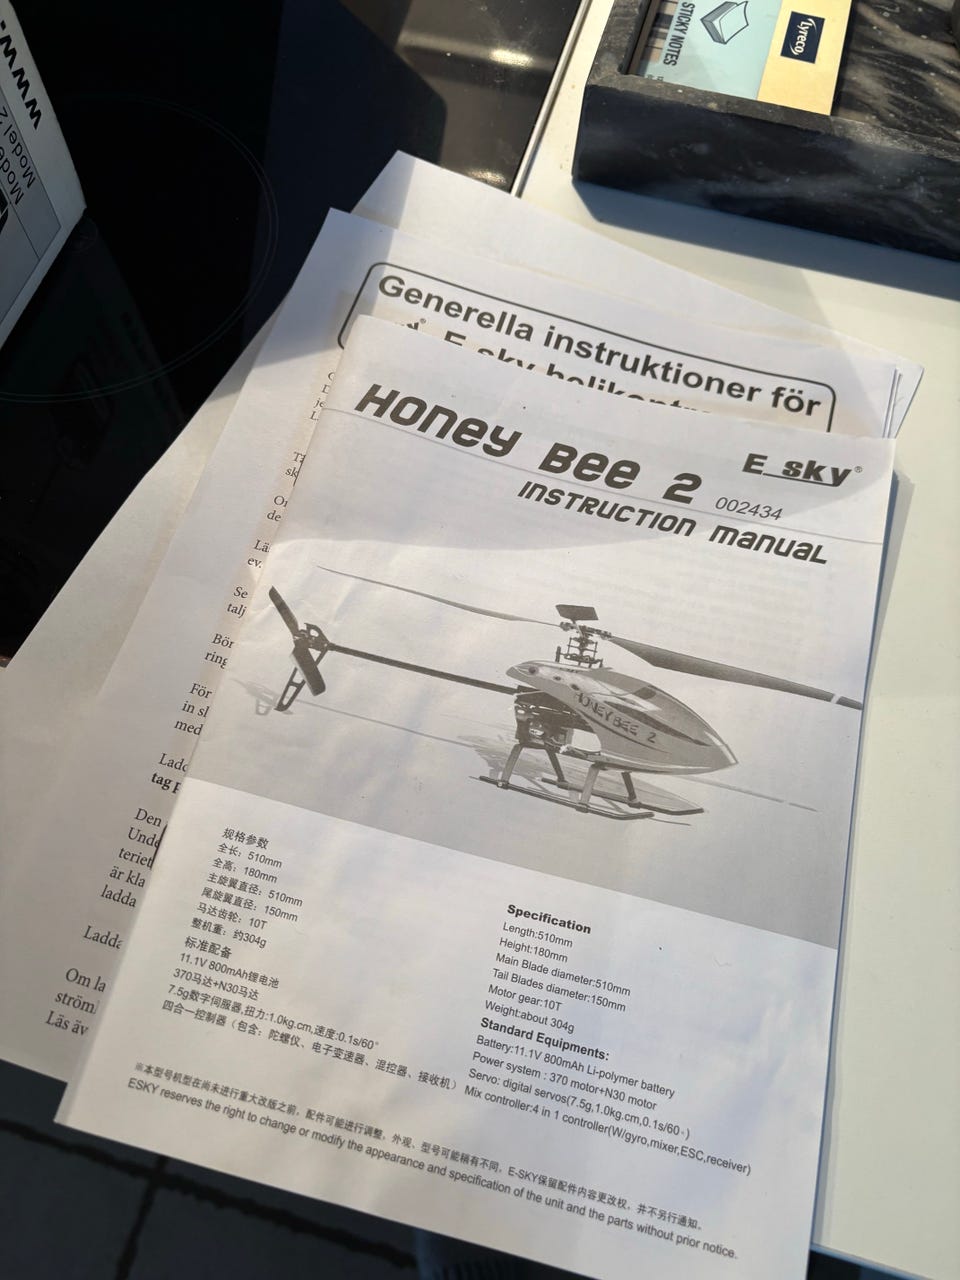 STICKY NOTES
Lyreco
WWW.
Model 2
Generella instruktioner för
E sky
Honey Bee 2
E_sky®
002434
INSTRUCTION MANUAL
HONEY BEE 2
规格参数
全长：510mm
全高：180mm
主旋翼直径：510mm
尾旋翼直径：150mm
马达齿轮：10T
整机重：约304g
标准配备
11.1V 800mAh锂电池
370马达+N30马达
7.5g数字伺服器,扭力:1.0kg.cm,速度:0.1s/60°
四合一控制器（包含：陀螺仪、电子变速器、混控器、接收机）
Specification
Length:510mm
Height:180mm
Main Blade diameter:510mm
Tail Blades diameter:150mm
Motor gear:10T
Weight:about 304g
Standard Equipments:
Battery:11.1V 800mAh Li-polymer battery
Power system : 370 motor+N30 motor
Servo: digital servos(7.5g,1.0kg.cm,0.1s/60◦)
Mix controller:4 in 1 controller(W/gyro,mixer,ESC,receiver)
※本型号机型在尚未进行重大改版之前，配件可能进行调整，外观、型号可能稍有不同，E-SKY保留配件内容更改权，并不另行通知。
ESKY reserves the right to change or modify the appearance and specification of the unit and the parts without prior notice.
Se
talj
För
in sl
med
Den
är kla
ladda
Om la
Läs äv